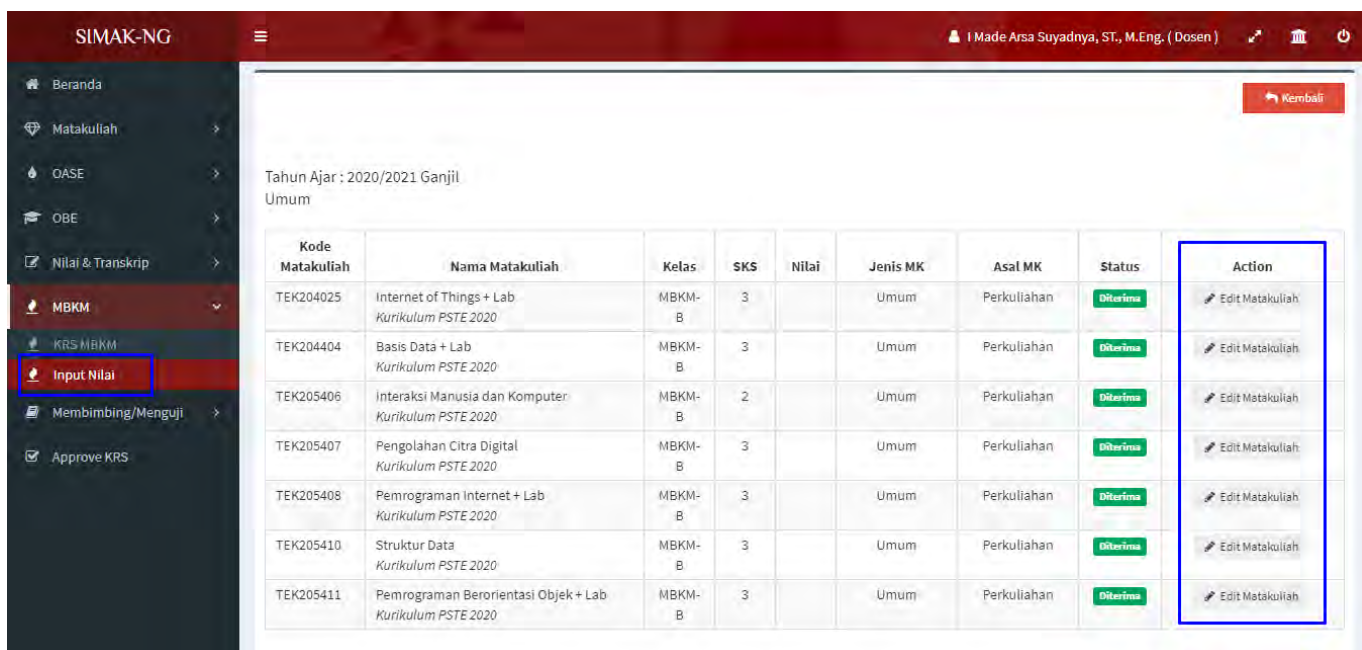 SIMAK-NG
I Made Arsa Suyadnya, ST., M.Eng. ( Dosen )
Beranda
Matakuliah
OASE
OBE
Nilai & Transkrip
MBKM
KRS MBKM
Input Nilai
Membimbing/Menguji
Approve KRS
Kembali
Tahun Ajar : 2020/2021 Ganjil
Umum
Kode Matakuliah Nama Matakuliah Kelas SKS Nilai Jenis MK Asal MK Status Action
TEK204025 Internet of Things + Lab MBKM- 3 Umum Perkuliahan Diterima Edit Matakuliah
Kurikulum PSTE 2020 B
TEK204404 Basis Data + Lab MBKM- 3 Umum Perkuliahan Diterima Edit Matakuliah
Kurikulum PSTE 2020 B
TEK205406 Interaksi Manusia dan Komputer MBKM- 2 Umum Perkuliahan Diterima Edit Matakuliah
Kurikulum PSTE 2020 B
TEK205407 Pengolahan Citra Digital MBKM- 3 Umum Perkuliahan Diterima Edit Matakuliah
Kurikulum PSTE 2020 B
TEK205408 Pemrograman Internet + Lab MBKM- 3 Umum Perkuliahan Diterima Edit Matakuliah
Kurikulum PSTE 2020 B
TEK205410 Struktur Data MBKM- 3 Umum Perkuliahan Diterima Edit Matakuliah
Kurikulum PSTE 2020 B
TEK205411 Pemrograman Berorientasi Objek + Lab MBKM- 3 Umum Perkuliahan Diterima Edit Matakuliah
Kurikulum PSTE 2020 B